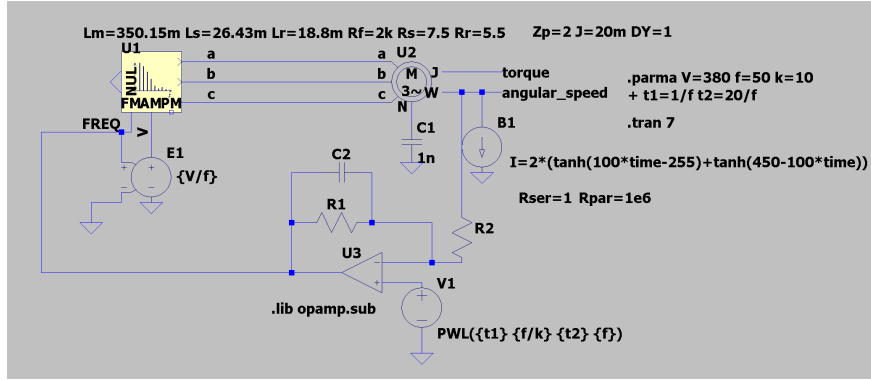 Lm=350.15m Ls=26.43m Lr=18.8m Rf=2k Rs=7.5 Rr=5.5
Zp=2 J=20m DY=1
U1
a
a
U2
NUL.
b
b
M
J
torque
.parma V=380 f=50 k=10
c
c
3~
W
angular_speed
+ t1=1/f t2=20/f
FMAMPM
N
FREQ
V
C1
B1
.tran 7
E1
C2
1n
I=2*(tanh(100*time-255)+tanh(450-100*time))
{V/f}
R1
Rser=1 Rpar=1e6
R2
U3
V1
.lib opamp.sub
PWL({t1} {f/k} {t2} {f})